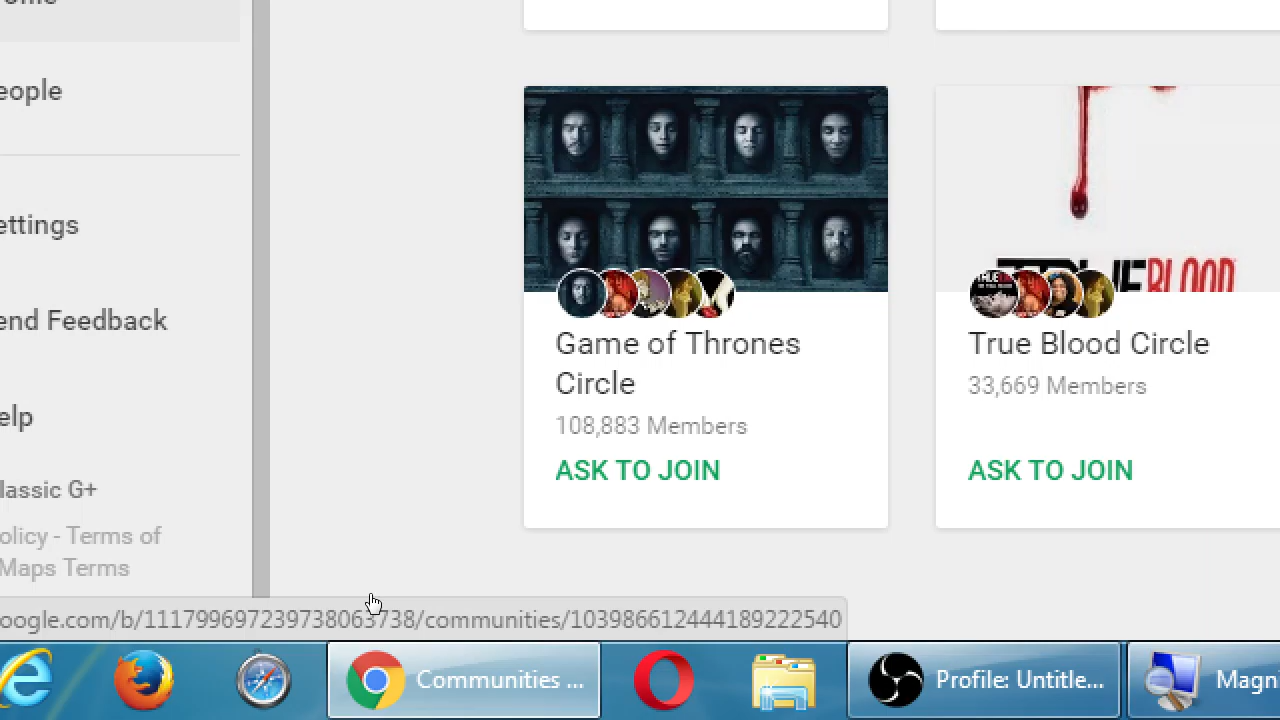 eople
ettings
end Feedback
elp
lassic G+
olicy - Terms of
Maps Terms
TRUE BLOOD
Game of Thrones
Circle
108,883 Members
ASK TO JOIN
True Blood Circle
33,669 Members
ASK TO JOIN
oogle.com/b/111799697239738063738/communities/103986612444189222540
Communities ...
Profile: Untitle...
Magn